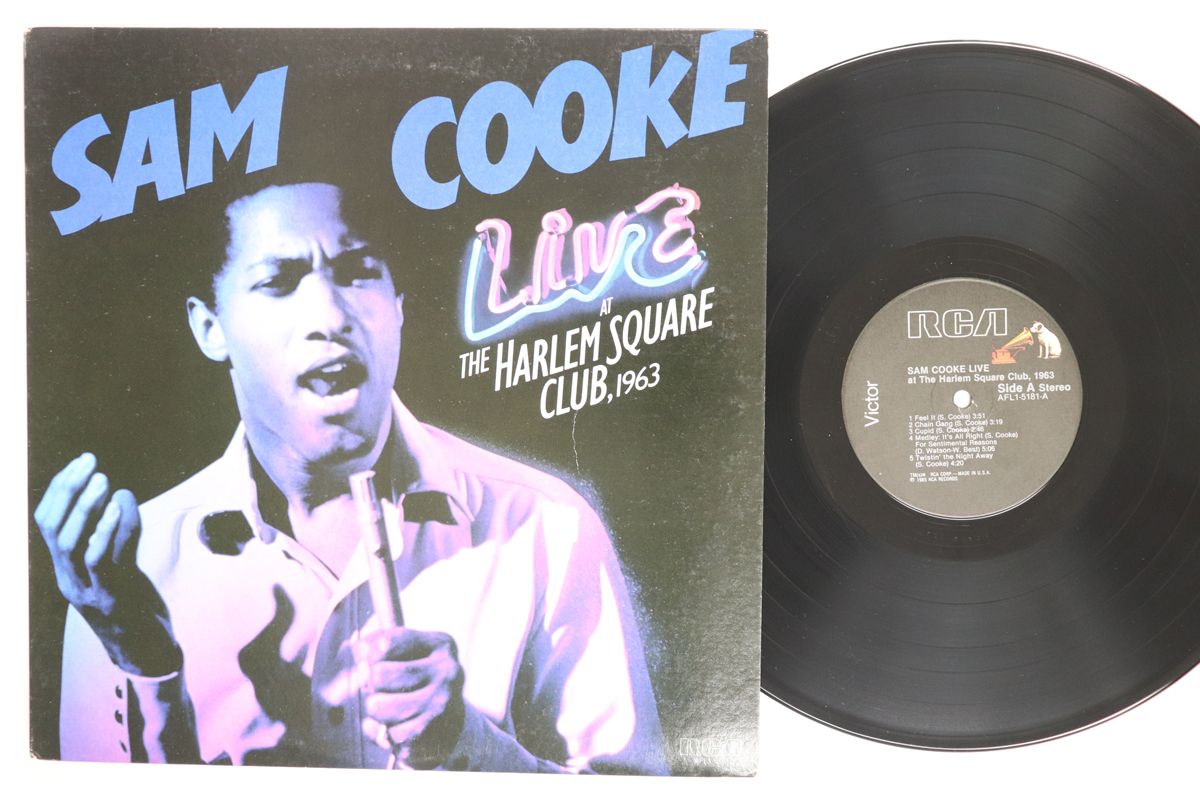 SAM COOKE
LIVE
AT
THE HARLEM SQUARE
CLUB, 1963
RCA
RCA
Victor
SAM COOKE LIVE
at The Harlem Square Club, 1963
Side A Stereo
AFL1-5181-A
1 Feel It (S. Cooke) 3:51
2 Chain Gang (S. Cooke) 3:19
3 Cupid (S. Cooke) 2:46
4 Medley: It's All Right (S. Cooke)
For Sentimental Reasons
(D. Watson-W. Best) 5:06
5 Twistin' the Night Away
(S. Cooke) 4:20
RCA CORP.—MADE IN U.S.A.
℗ 1985 RCA RECORDS